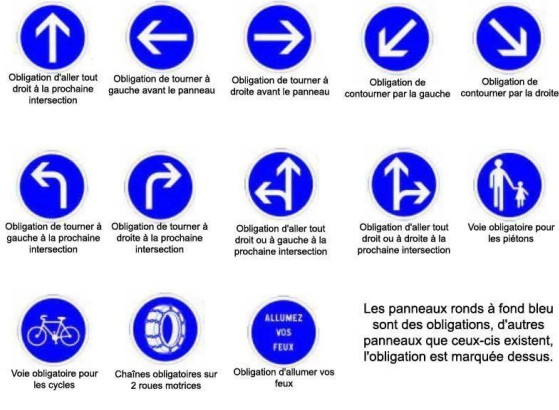 Obligation d'aller tout
droit à la prochaine
intersection
Obligation de tourner à
gauche avant le panneau
Obligation de tourner à
droite avant le panneau
Obligation de
contourner par la gauche
Obligation de
contourner par la droite
Obligation de tourner à
gauche à la prochaine
intersection
Obligation de tourner à
droite à la prochaine
intersection
Obligation d'aller tout
droit ou à gauche à la
prochaine intersection
Obligation d'aller tout
droit ou à droite à la
prochaine intersection
Voie obligatoire pour
les piétons
Voie obligatoire pour
les cycles
Chaînes obligatoires sur
2 roues motrices
ALLUMEZ
VOS
FEUX
Obligation d'allumer vos
feux
Les panneaux ronds à fond bleu
sont des obligations, d'autres
panneaux que ceux-cis existent,
l'obligation est marquée dessus.